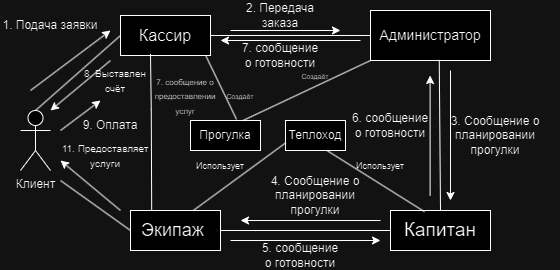 1. Подача заявки
Кассир
2. Передача
заказа
Администратор
7. сообщение
о готовности
8. Выставлен
счёт
7. сообщение о
предоставлении
услуг
Создаёт
Создаёт
9. Оплата
Прогулка
Теплоход
6. сообщение
о готовности
3. Сообщение о
планировании
прогулки
11. Предоставляет
услуги
Клиент
Использует
Использует
4. Сообщение о
планировании
прогулки
Экипаж
Капитан
5. сообщение
о готовности